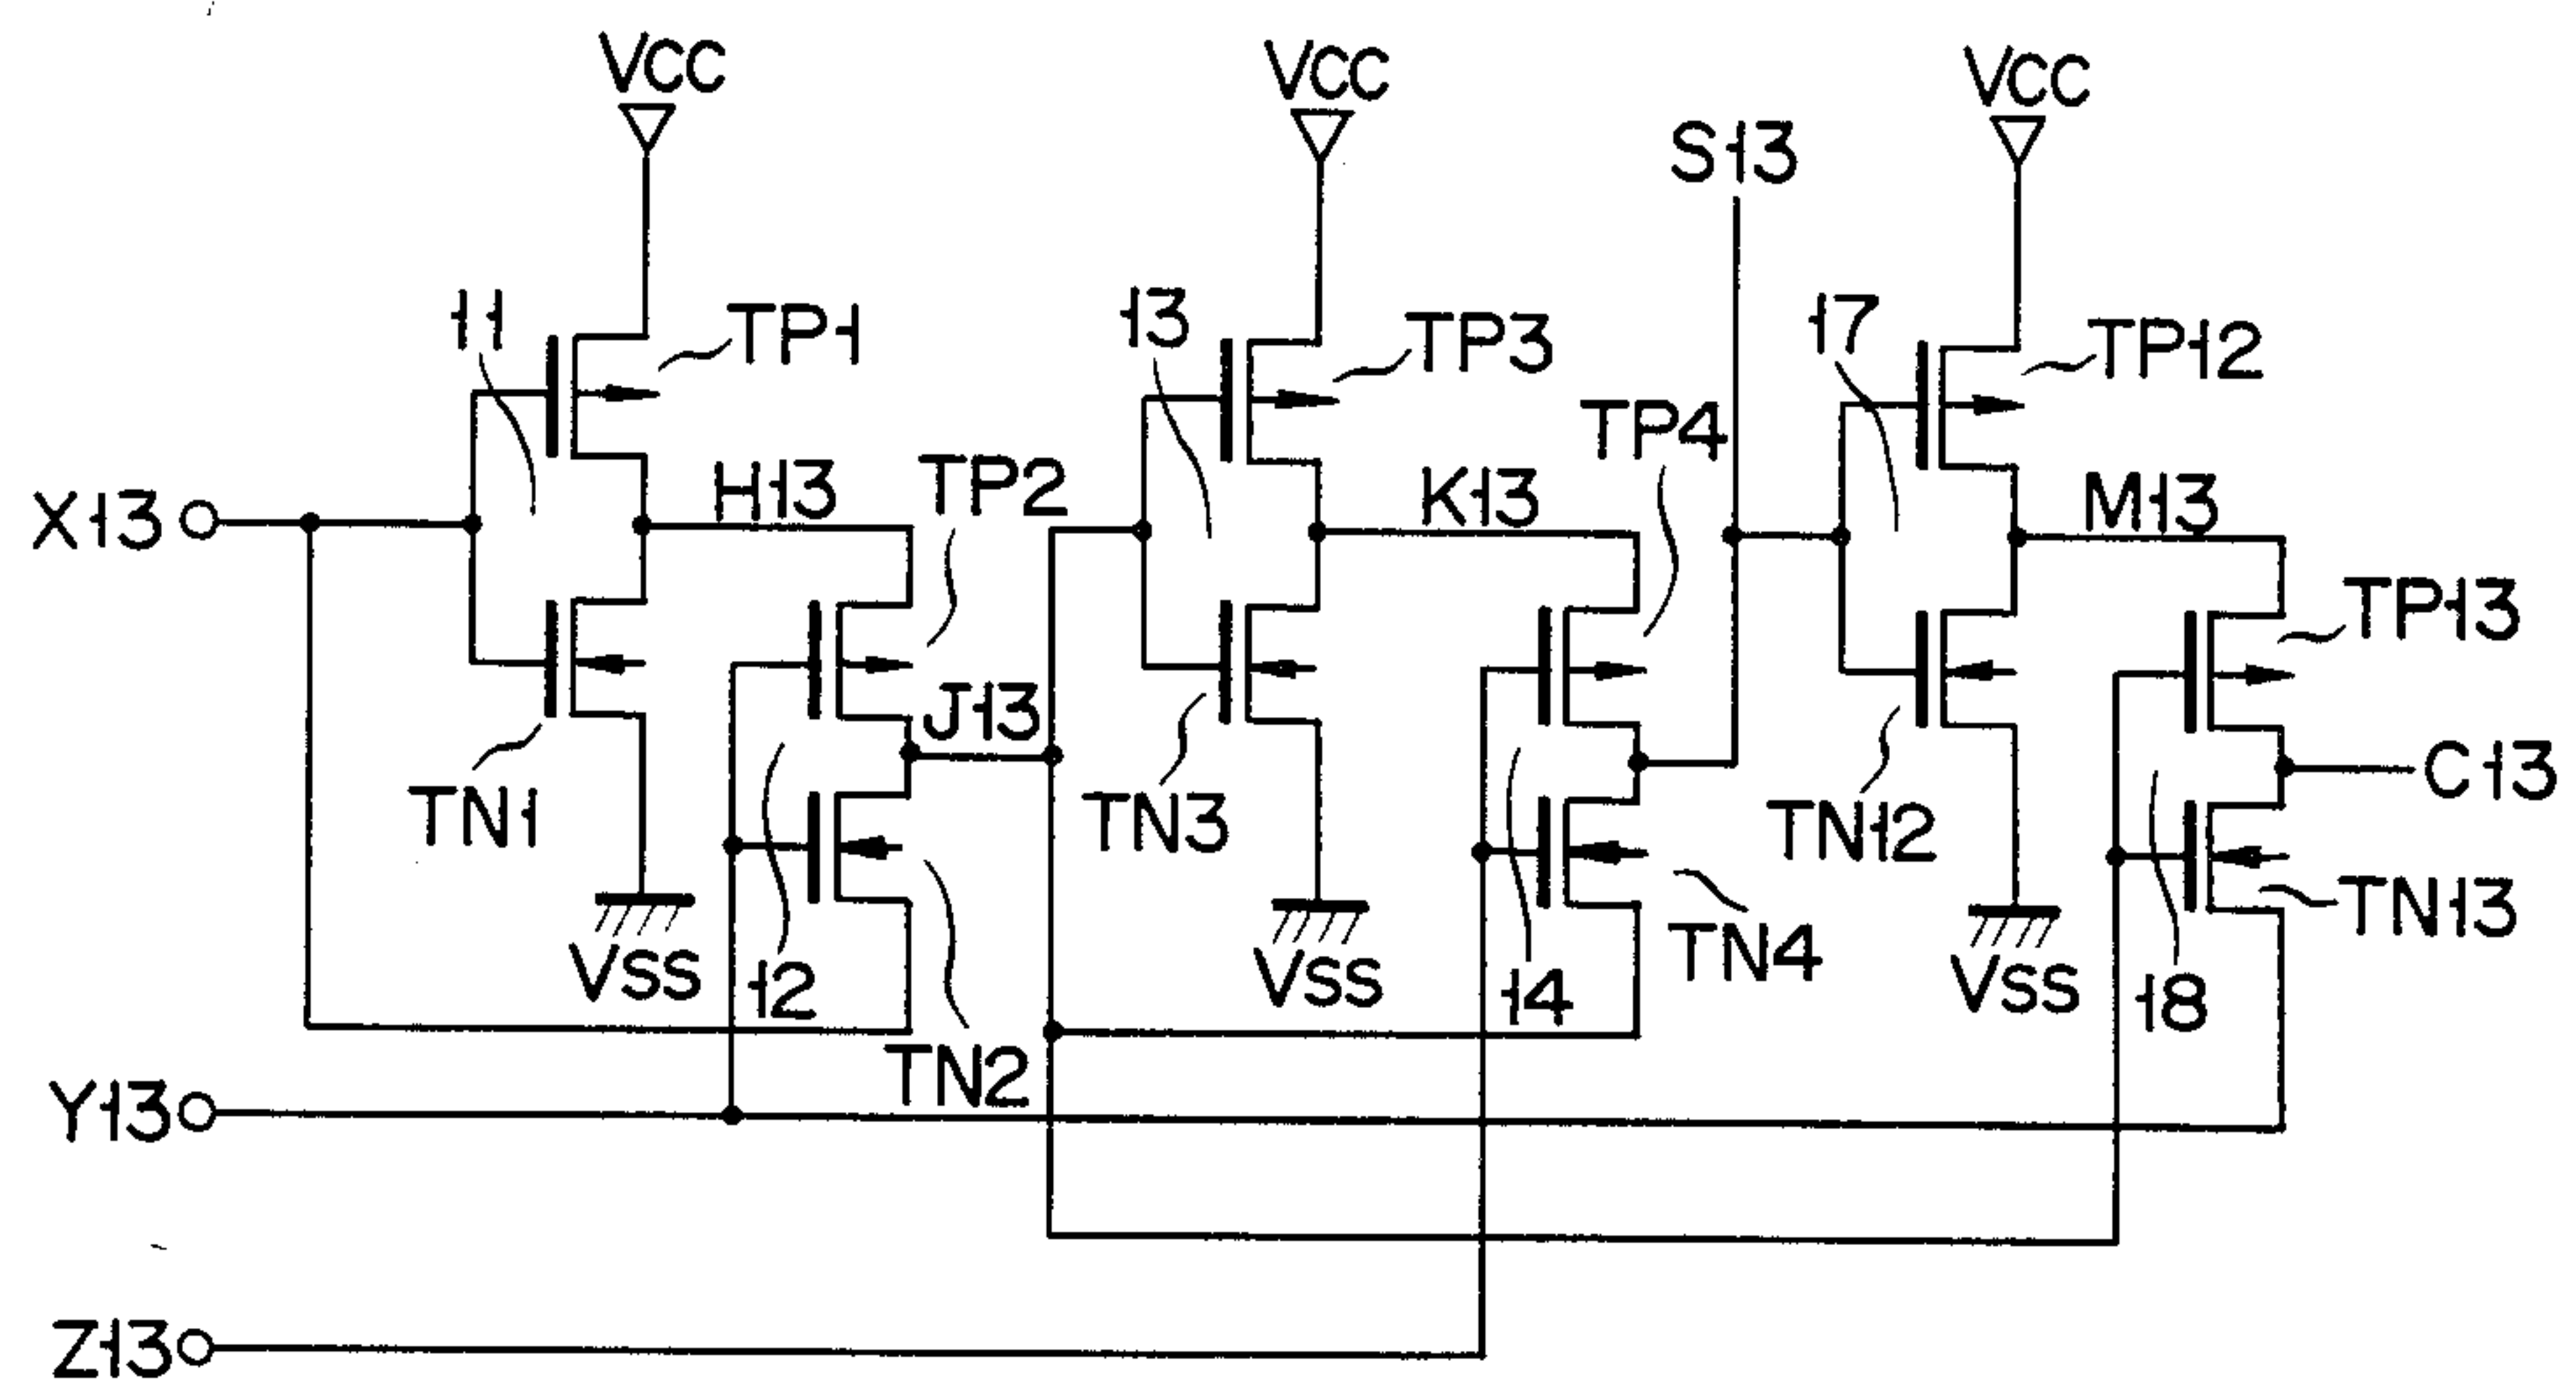 VCC
VCC
VCC
S13
11
TP1
13
TP3
17
TP12
TP4
X13
H13
TP2
K13
M13
TP13
J13
TN1
TN3
TN12
C13
TN13
VSS
12
VSS
14
TN4
VSS
18
TN2
Y13
Z13